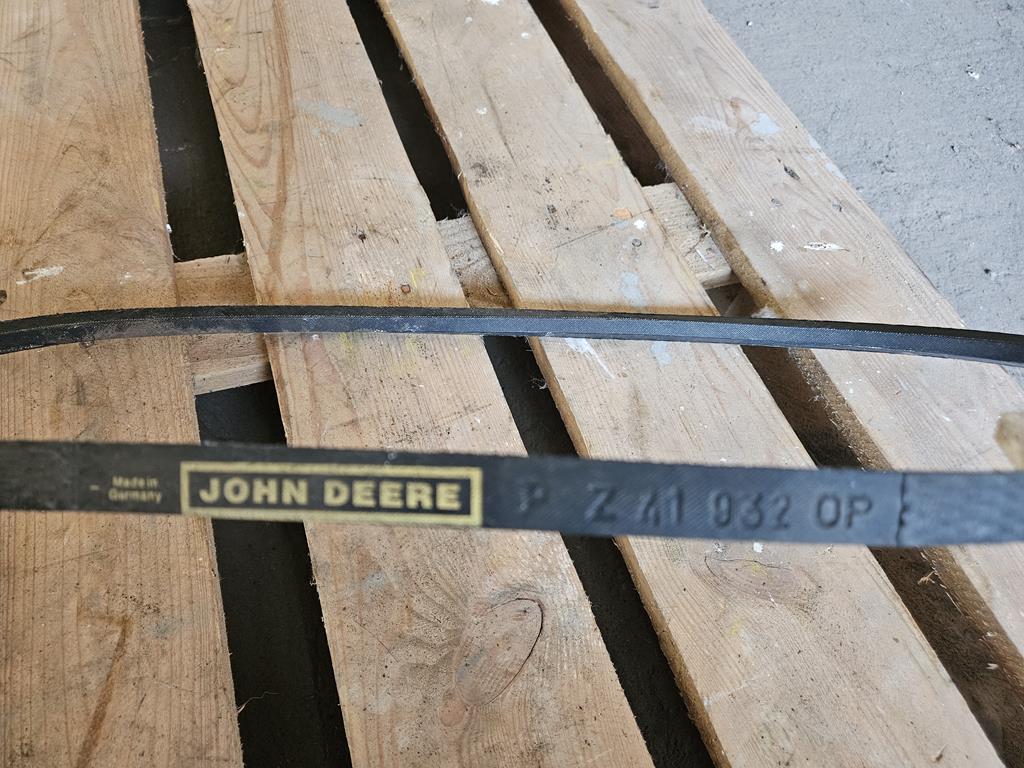 Made in
Germany
JOHN DEERE
P Z 41 932 OP